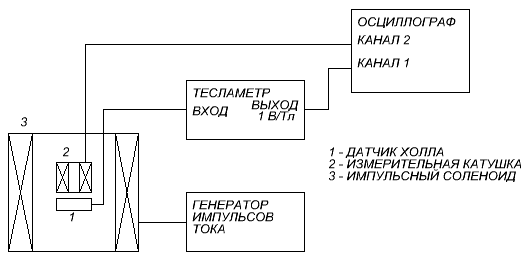 ОСЦИЛЛОГРАФ
КАНАЛ 2
КАНАЛ 1
ТЕСЛАМЕТР
ВХОД
ВЫХОД
1 В/Тл
3
2
1
1 - ДАТЧИК ХОЛЛА
2 - ИЗМЕРИТЕЛЬНАЯ КАТУШКА
3 - ИМПУЛЬСНЫЙ СОЛЕНОИД
ГЕНЕРАТОР
ИМПУЛЬСОВ
ТОКА